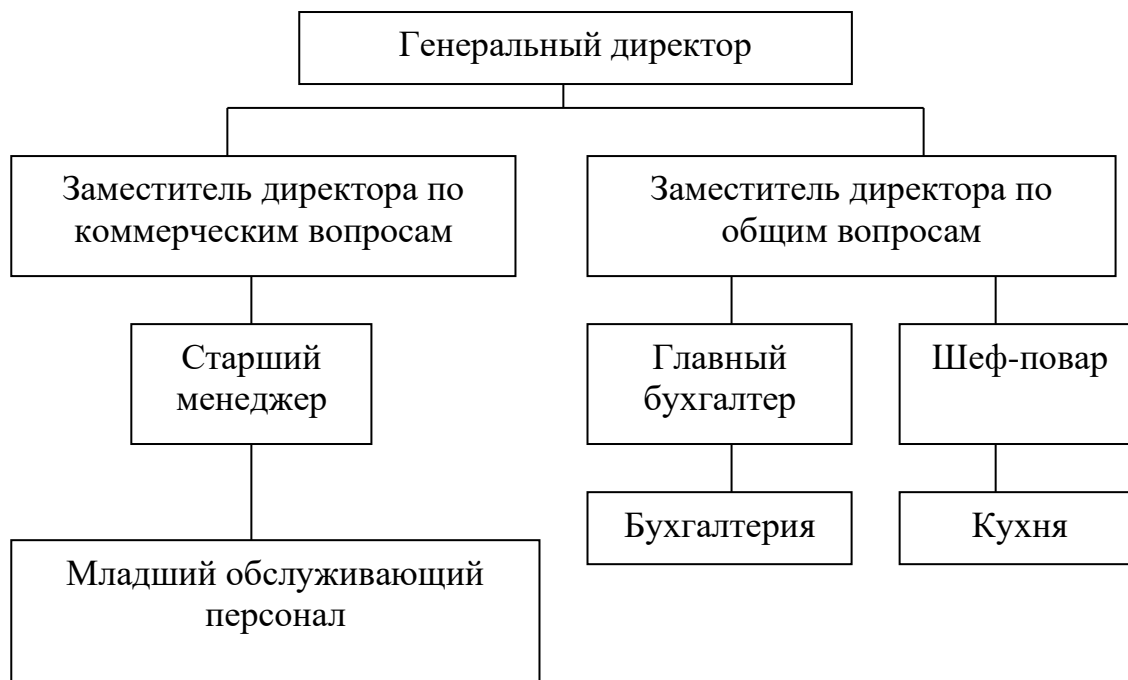 Генеральный директор
Заместитель директора по
коммерческим вопросам
Заместитель директора по
общим вопросам
Старший
менеджер
Главный
бухгалтер
Шеф-повар
Бухгалтерия
Кухня
Младший обслуживающий
персонал